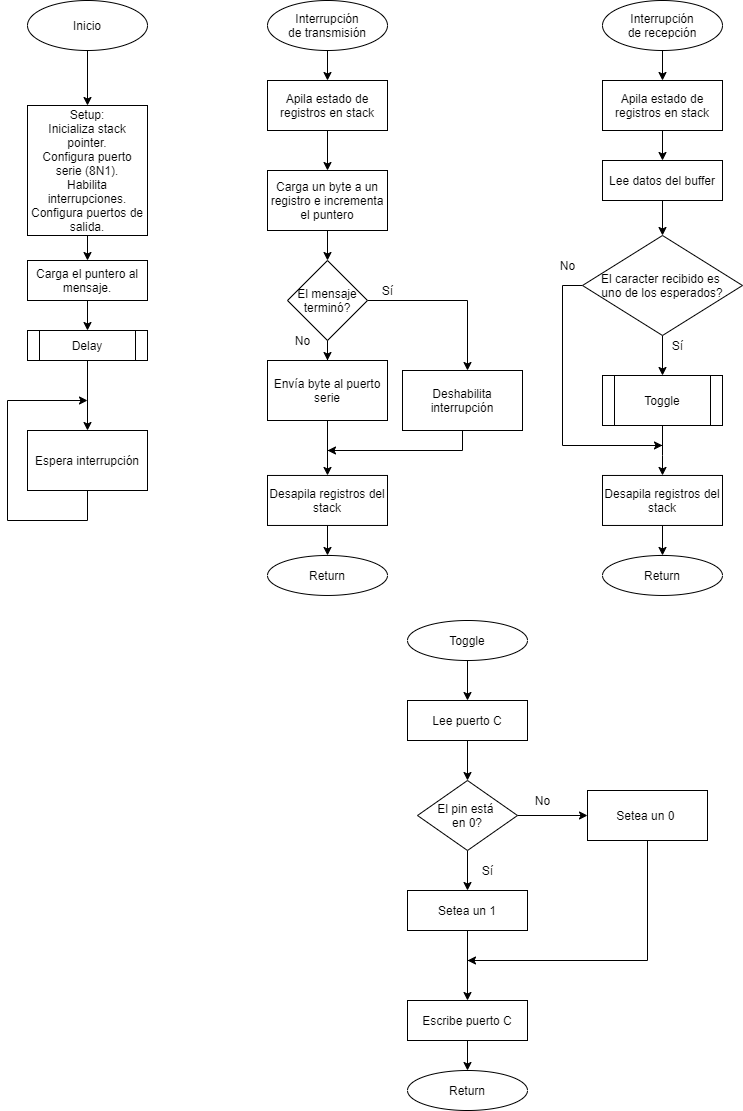 Inicio
Setup:
Inicializa stack
pointer.
Configura puerto
serie (8N1).
Habilita
interrupciones.
Configura puertos de
salida.
Carga el puntero al
mensaje.
Delay
Espera interrupción
Interrupción
de transmisión
Apila estado de
registros en stack
Carga un byte a un
registro e incrementa
el puntero
El mensaje
terminó?
Sí
No
Envía byte al puerto
serie
Deshabilita
interrupción
Desapila registros del
stack
Return
Interrupción
de recepción
Apila estado de
registros en stack
Lee datos del buffer
No
El caracter recibido es
uno de los esperados?
Sí
Toggle
Desapila registros del
stack
Return
Toggle
Lee puerto C
El pin está
en 0?
No
Setea un 0
Sí
Setea un 1
Escribe puerto C
Return